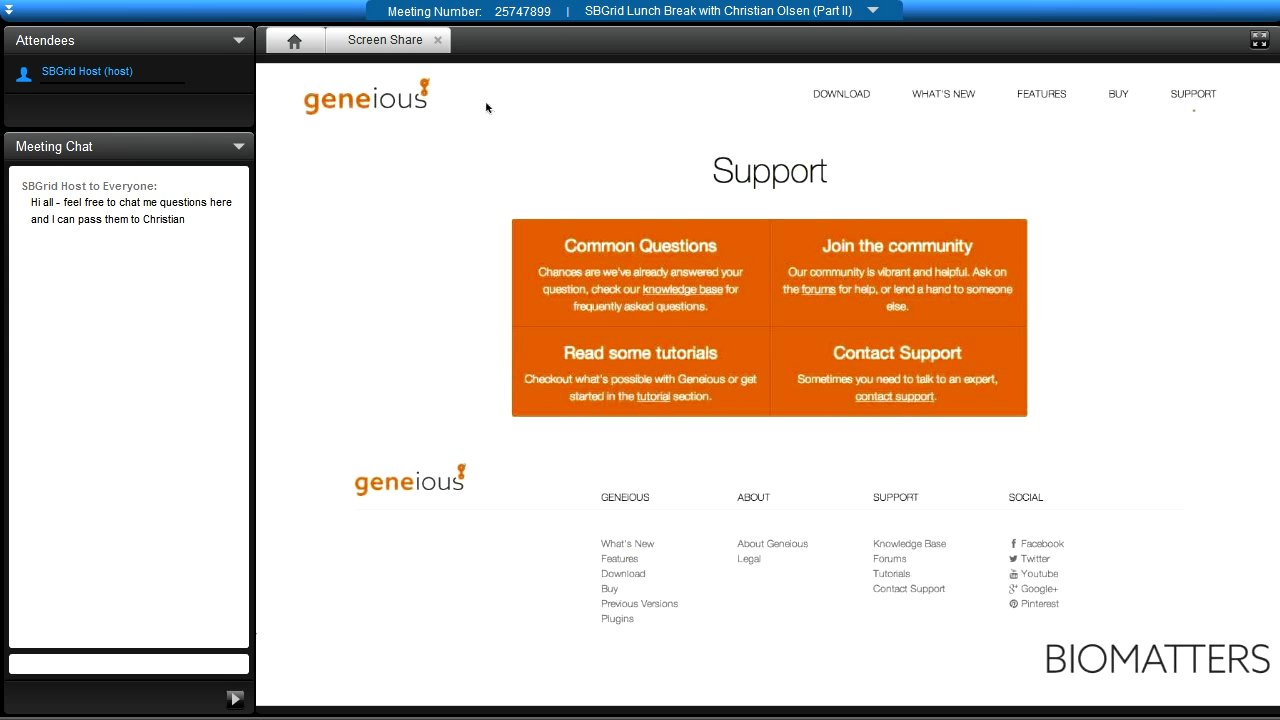 Meeting Number: 25747899 | SBGrid Lunch Break with Christian Olsen (Part II)
Attendees
SBGrid Host (host)
Meeting Chat
SBGrid Host to Everyone:
Hi all - feel free to chat me questions here
and I can pass them to Christian
Screen Share
geneious
DOWNLOAD WHAT'S NEW FEATURES BUY SUPPORT
Support
Common Questions
Chances are we've already answered your
question, check our knowledge base for
frequently asked questions.
Join the community
Our community is vibrant and helpful. Ask on
the forums for help, or lend a hand to someone
else.
Read some tutorials
Checkout what's possible with Geneious or get
started in the tutorial section.
Contact Support
Sometimes you need to talk to an expert,
contact support.
geneious
GENEIOUS
What's New
Features
Download
Buy
Previous Versions
Plugins
ABOUT
About Geneious
Legal
SUPPORT
Knowledge Base
Forums
Tutorials
Contact Support
SOCIAL
Facebook
Twitter
Youtube
Google+
Pinterest
BIOMATTERS